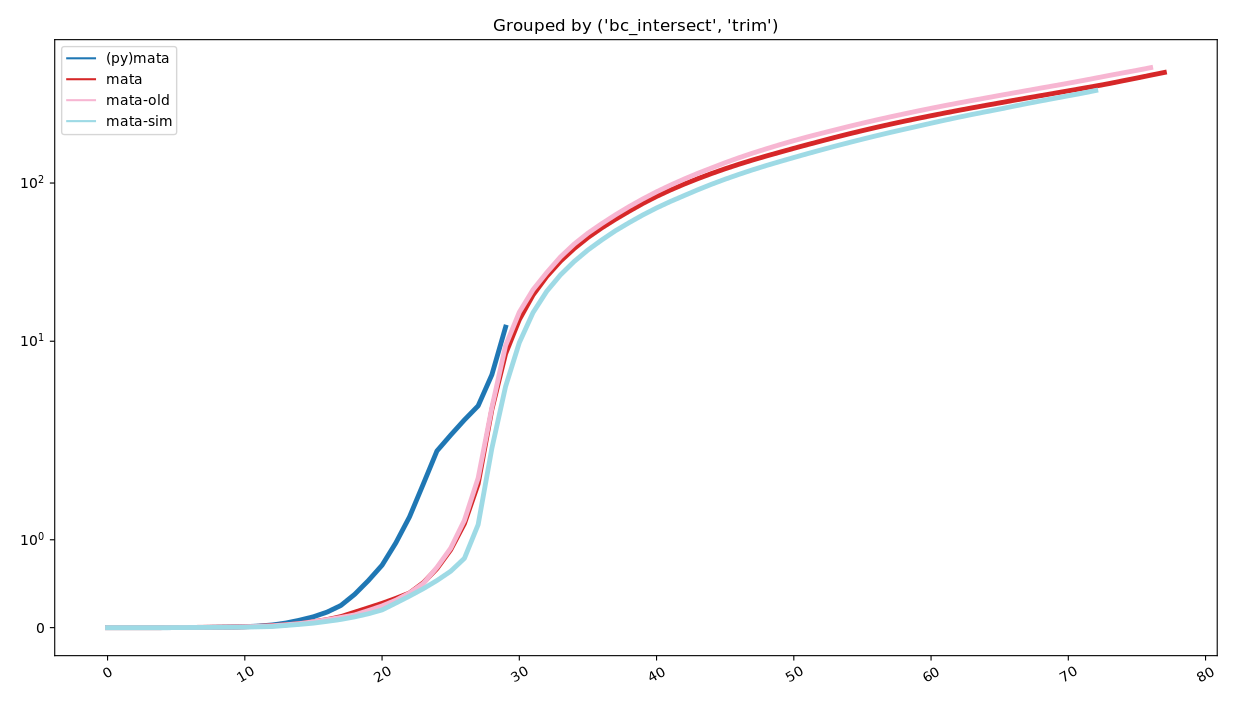 Grouped by ('bc_intersect', 'trim')
(py)mata
mata
mata-old
mata-sim
10²
10¹
10⁰
0
0 10 20 30 40 50 60 70 80